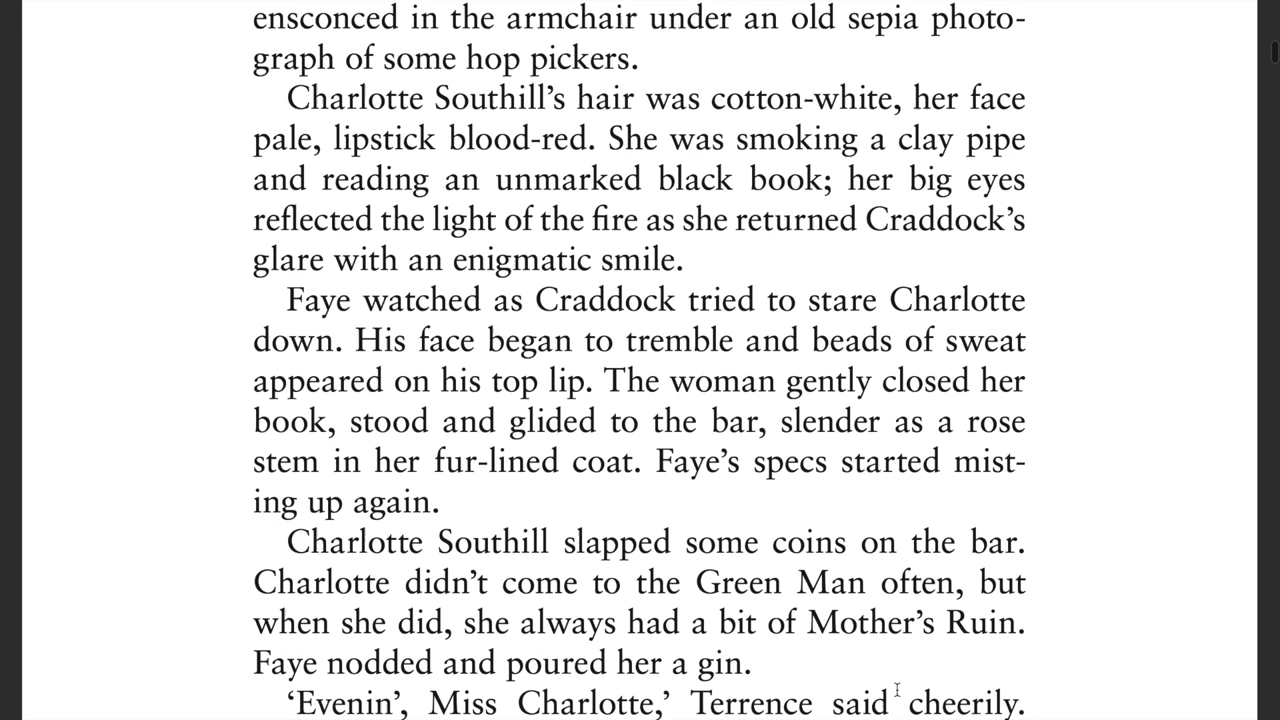 ensconced in the armchair under an old sepia photo-
graph of some hop pickers.
Charlotte Southill’s hair was cotton-white, her face
pale, lipstick blood-red. She was smoking a clay pipe
and reading an unmarked black book; her big eyes
reflected the light of the fire as she returned Craddock’s
glare with an enigmatic smile.
Faye watched as Craddock tried to stare Charlotte
down. His face began to tremble and beads of sweat
appeared on his top lip. The woman gently closed her
book, stood and glided to the bar, slender as a rose
stem in her fur-lined coat. Faye’s specs started mist-
ing up again.
Charlotte Southill slapped some coins on the bar.
Charlotte didn’t come to the Green Man often, but
when she did, she always had a bit of Mother’s Ruin.
Faye nodded and poured her a gin.
‘Evenin’, Miss Charlotte,’ Terrence said cheerily.